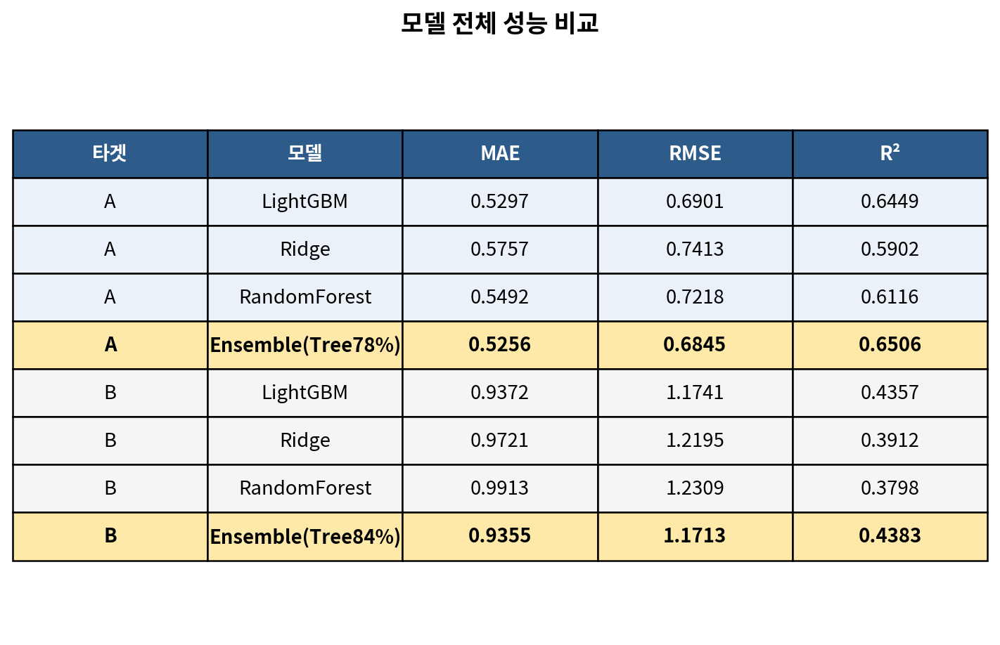 모델 전체 성능 비교
타겟 모델 MAE RMSE R²
A LightGBM 0.5297 0.6901 0.6449
A Ridge 0.5757 0.7413 0.5902
A RandomForest 0.5492 0.7218 0.6116
A Ensemble(Tree78%) 0.5256 0.6845 0.6506
B LightGBM 0.9372 1.1741 0.4357
B Ridge 0.9721 1.2195 0.3912
B RandomForest 0.9913 1.2309 0.3798
B Ensemble(Tree84%) 0.9355 1.1713 0.4383